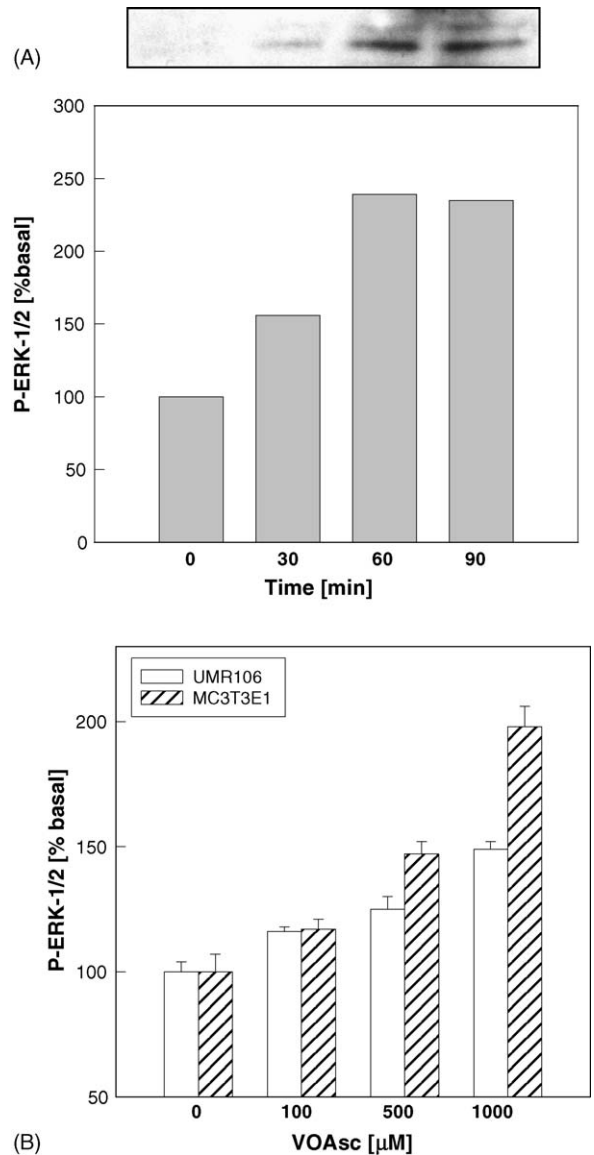 (A)
300
250
200
150
100
50
0
P-ERK-1/2 [%basal]
0 30 60 90
Time [min]
UMR106
MC3T3E1
200
150
100
50
P-ERK-1/2 [% basal]
0 100 500 1000
VOAsc [μM]
(B)